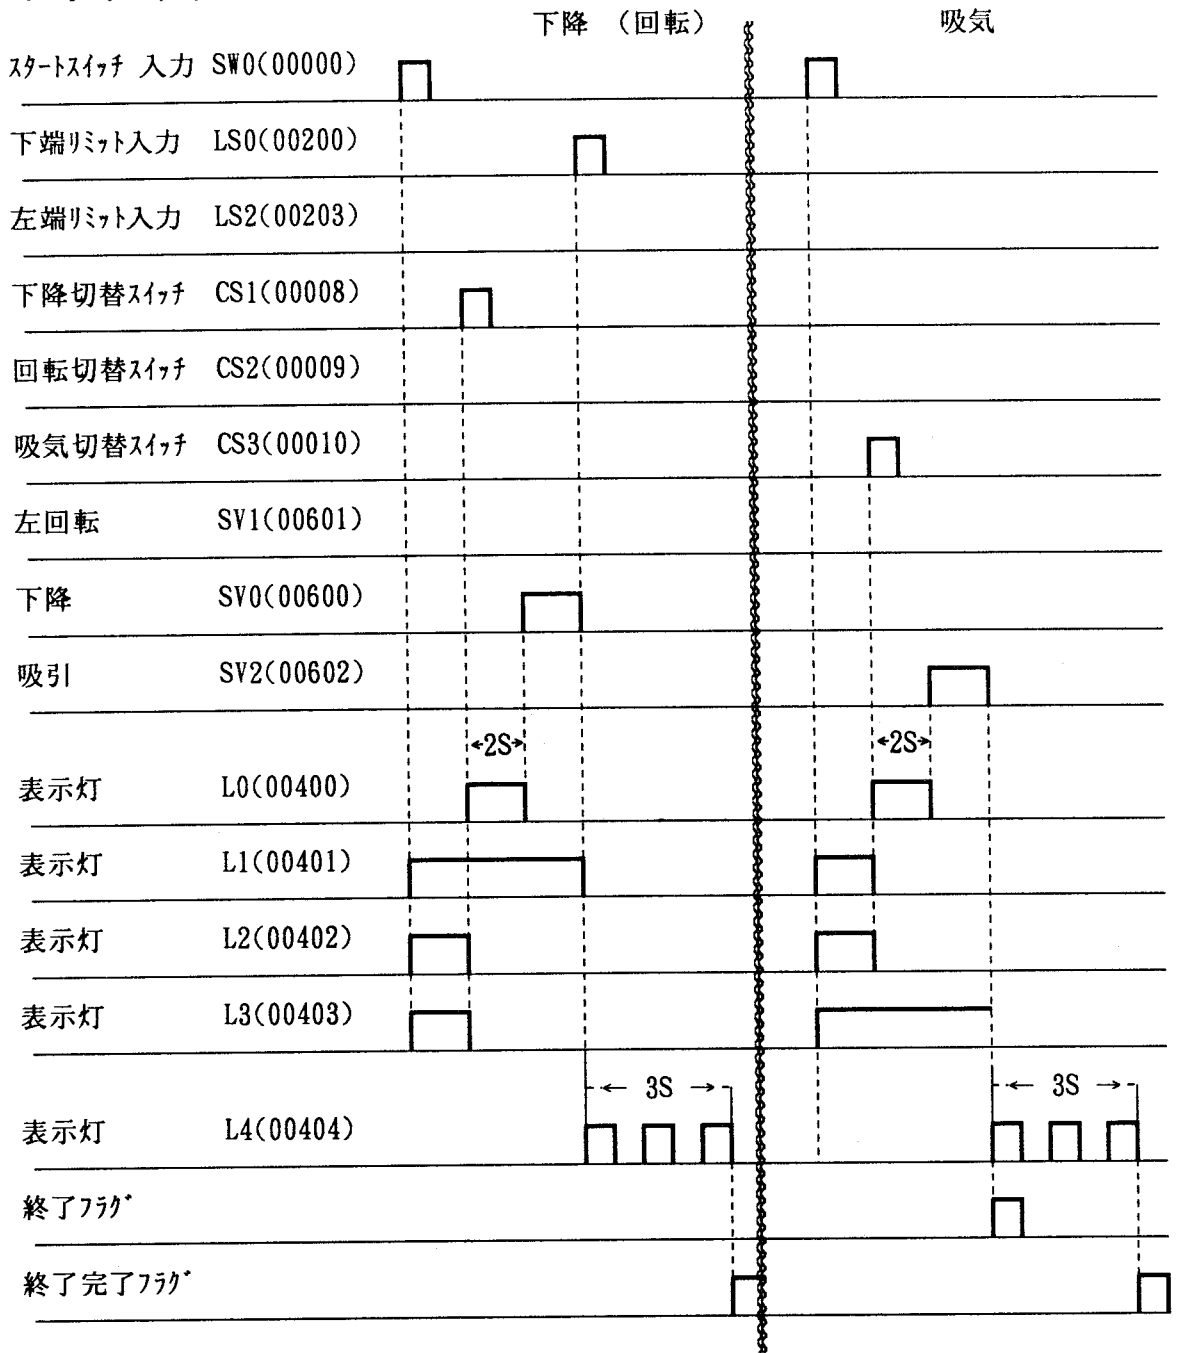 下降 （回転） 吸気
スタートスイッチ 入力 SW0(00000)
下端リミット入力 LS0(00200)
左端リミット入力 LS2(00203)
下降切替スイッチ CS1(00008)
回転切替スイッチ CS2(00009)
吸気切替スイッチ CS3(00010)
左回転 SV1(00601)
下降 SV0(00600)
吸引 SV2(00602)
2S 2S
表示灯 L0(00400)
表示灯 L1(00401)
表示灯 L2(00402)
表示灯 L3(00403)
3S 3S
表示灯 L4(00404)
終了フラグ
終了完了フラグ